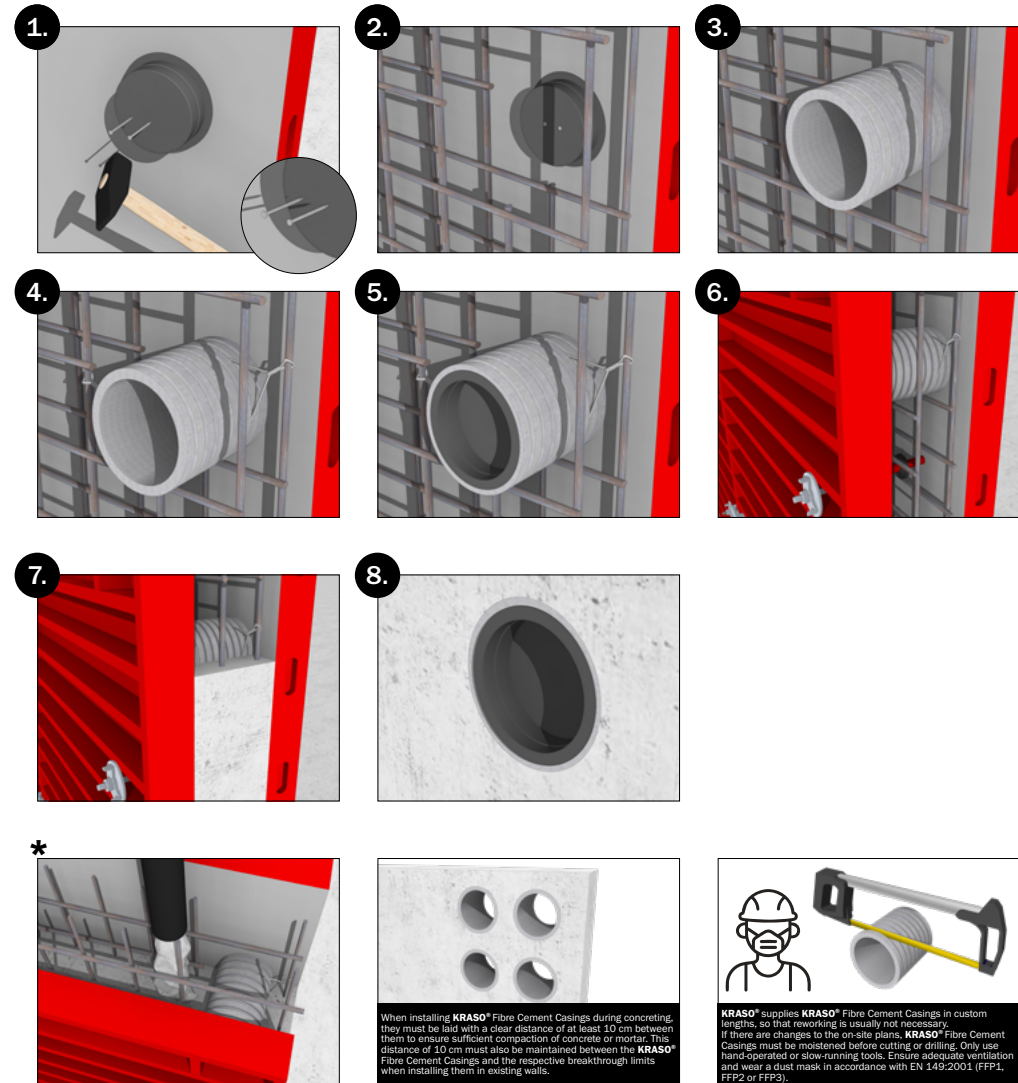 1.
2.
3.
4.
5.
6.
7.
8.
*
When installing KRASO® Fibre Cement Casings during concreting,
they must be laid with a clear distance of at least 10 cm between
them to ensure sufficient compaction of concrete or mortar. This
distance of 10 cm must also be maintained between the KRASO®
Fibre Cement Casings and the respective breakthrough limits
when installing them in existing walls.
KRASO® supplies KRASO® Fibre Cement Casings in custom
lengths, so that reworking is usually not necessary.
If there are changes to the on-site plans, KRASO® Fibre Cement
Casings must be moistened before cutting or drilling. Only use
hand-operated or slow-running tools. Ensure adequate ventilation
and wear a dust mask in accordance with EN 149:2001 (FFP1,
FFP2 or FFP3).